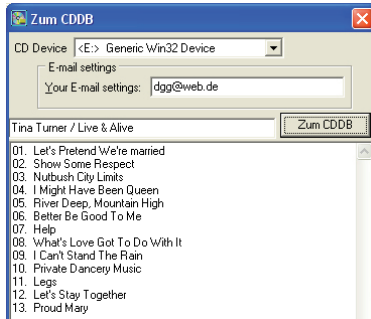 Zum CDDB
CD Device <E:> Generic Win32 Device
E-mail settings
Your E-mail settings: dgg@web.de
Tina Turner / Live & Alive Zum CDDB
01. Let's Pretend We're married
02. Show Some Respect
03. Nutbush City Limits
04. I Might Have Been Queen
05. River Deep, Mountain High
06. Better Be Good To Me
07. Help
08. What's Love Got To Do With It
09. I Can't Stand The Rain
10. Private Dancery Music
11. Legs
12. Let's Stay Together
13. Proud Mary